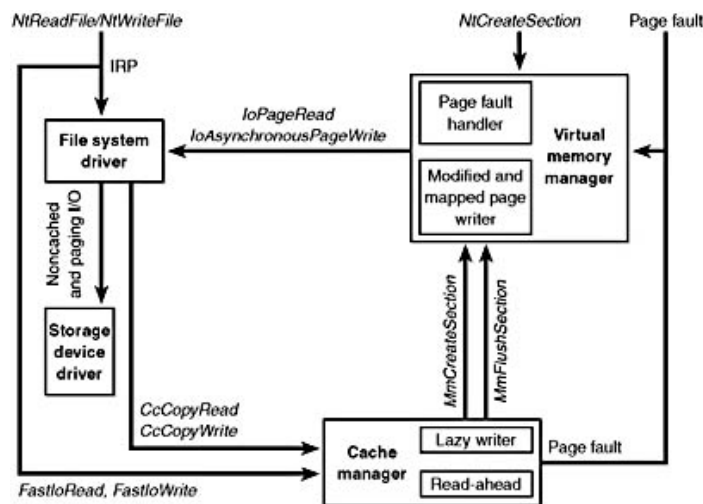 NtReadFile/NtWriteFile
NtCreateSection
Page fault
IRP
IoPageRead
IoAsynchronousPageWrite
Page fault
handler
Virtual
memory
manager
File system
driver
Modified and
mapped page
writer
Noncached
and paging I/O
Storage
device
driver
MmCreateSection
MmFlushSection
CcCopyRead
CcCopyWrite
Cache
manager
Lazy writer
Read-ahead
Page fault
FastIoRead, FastIoWrite